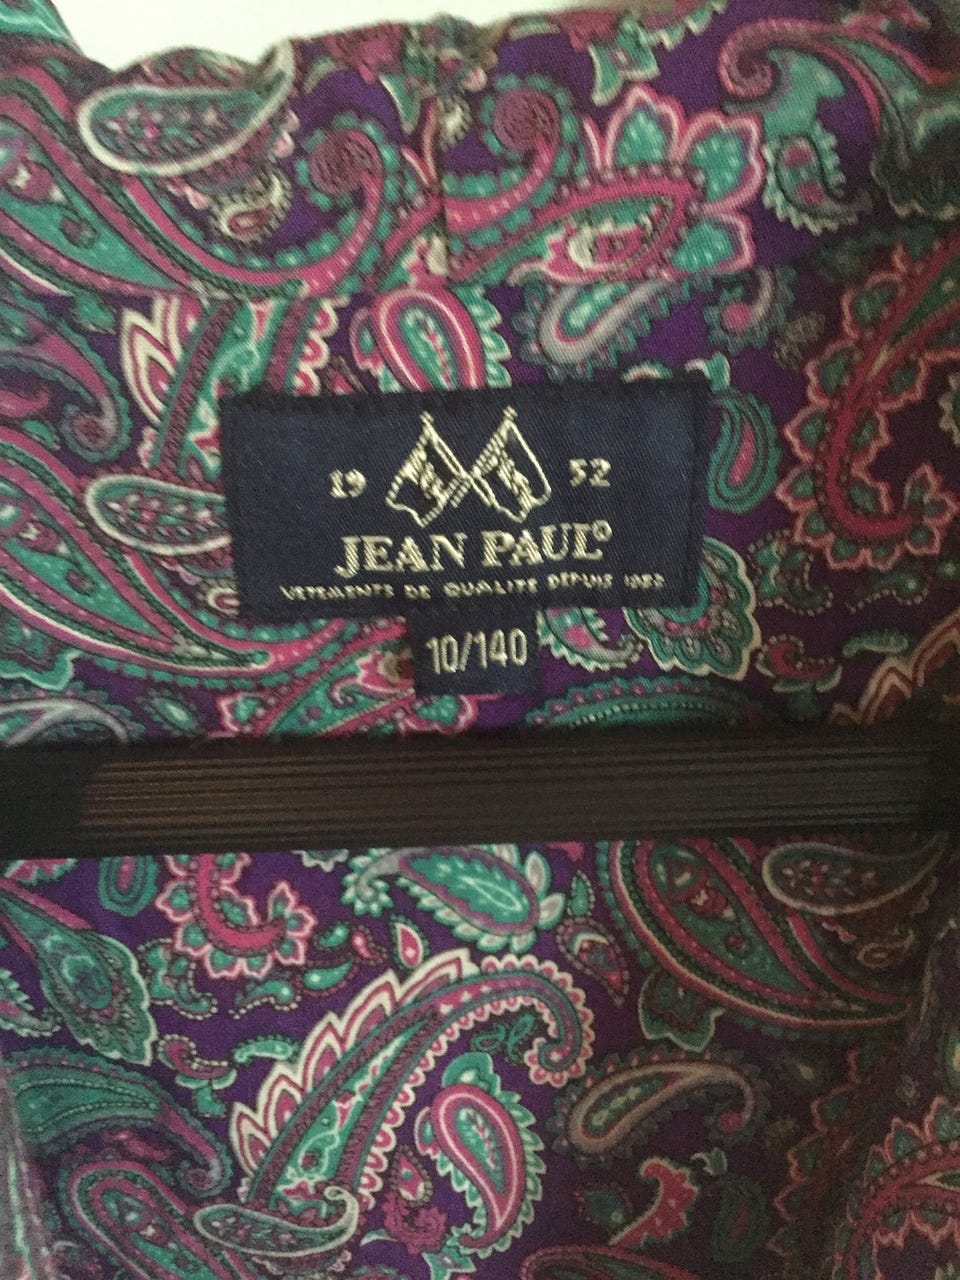 19 52
JEAN PAUL®
VETEMENTS DE QUALITE DEPUIS 1952
10/140